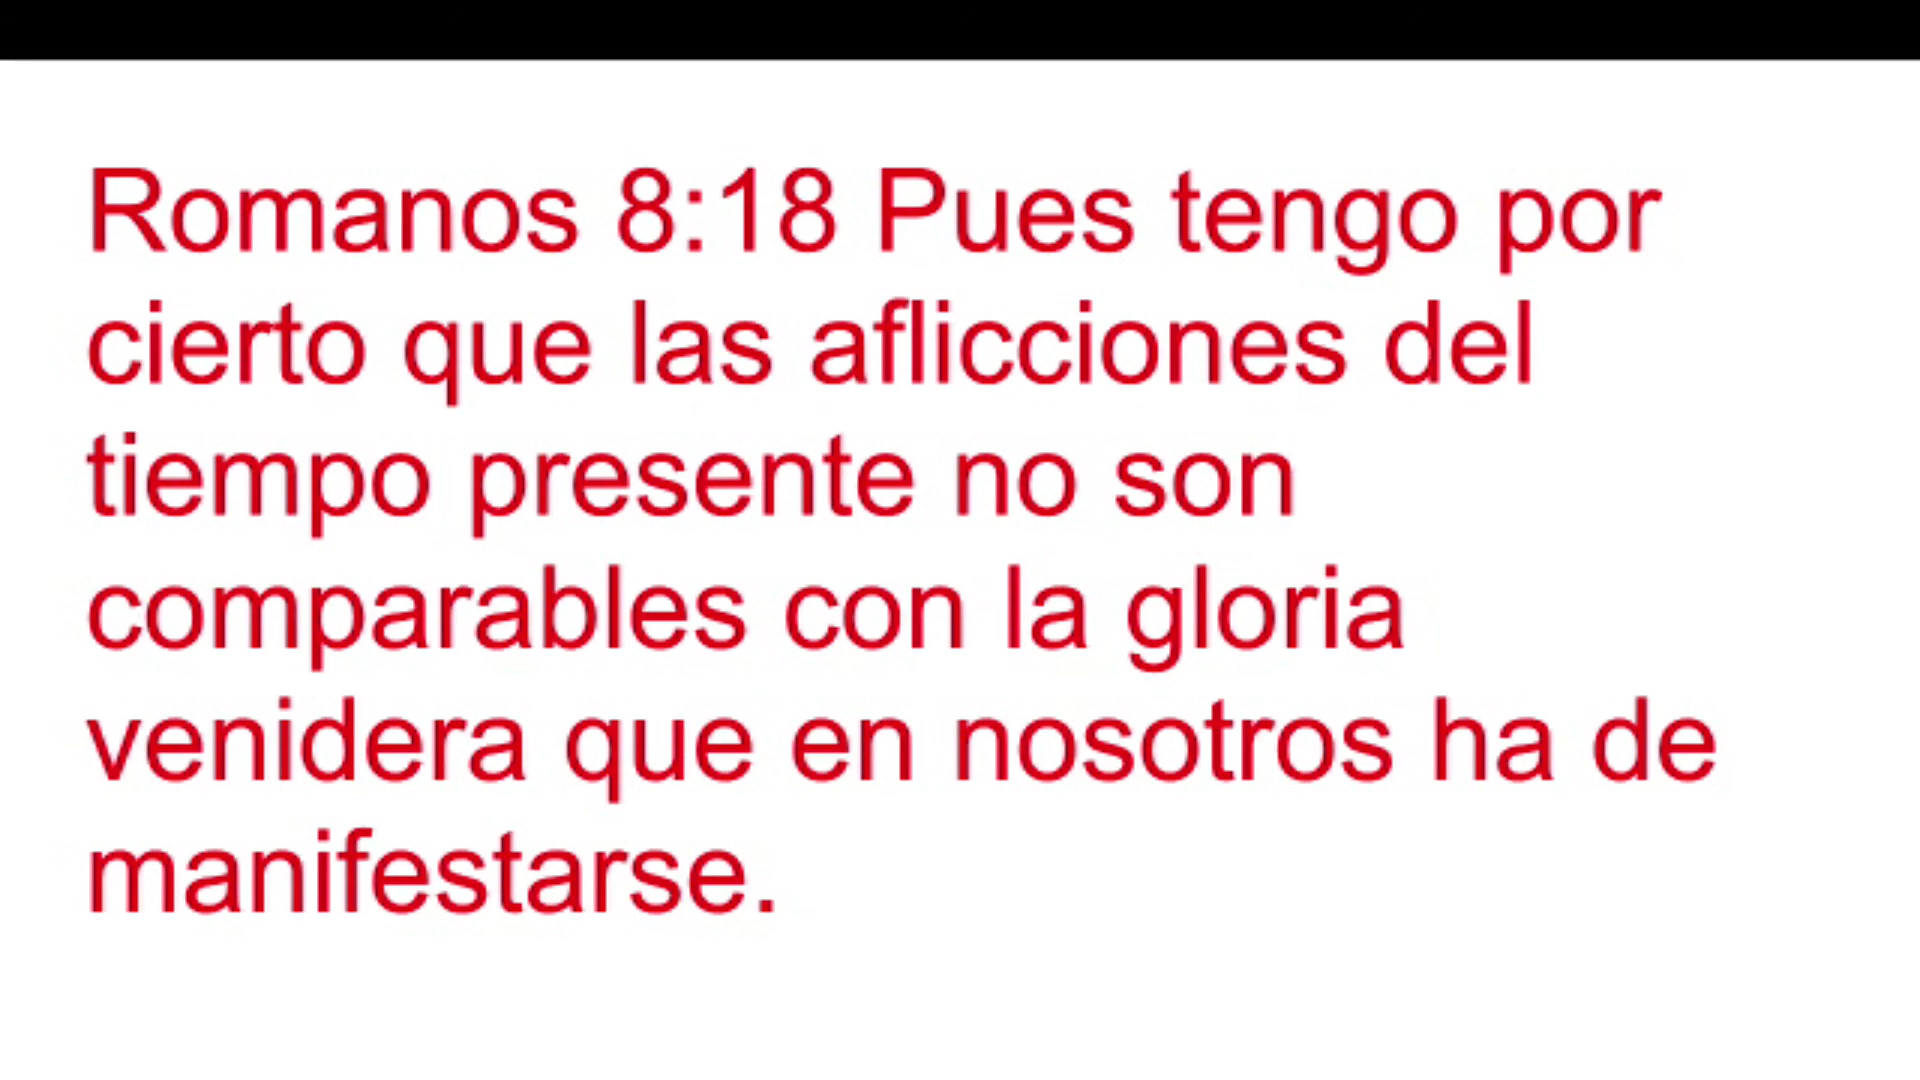 Romanos 8:18 Pues tengo por
cierto que las aflicciones del
tiempo presente no son
comparables con la gloria
venidera que en nosotros ha de
manifestarse.